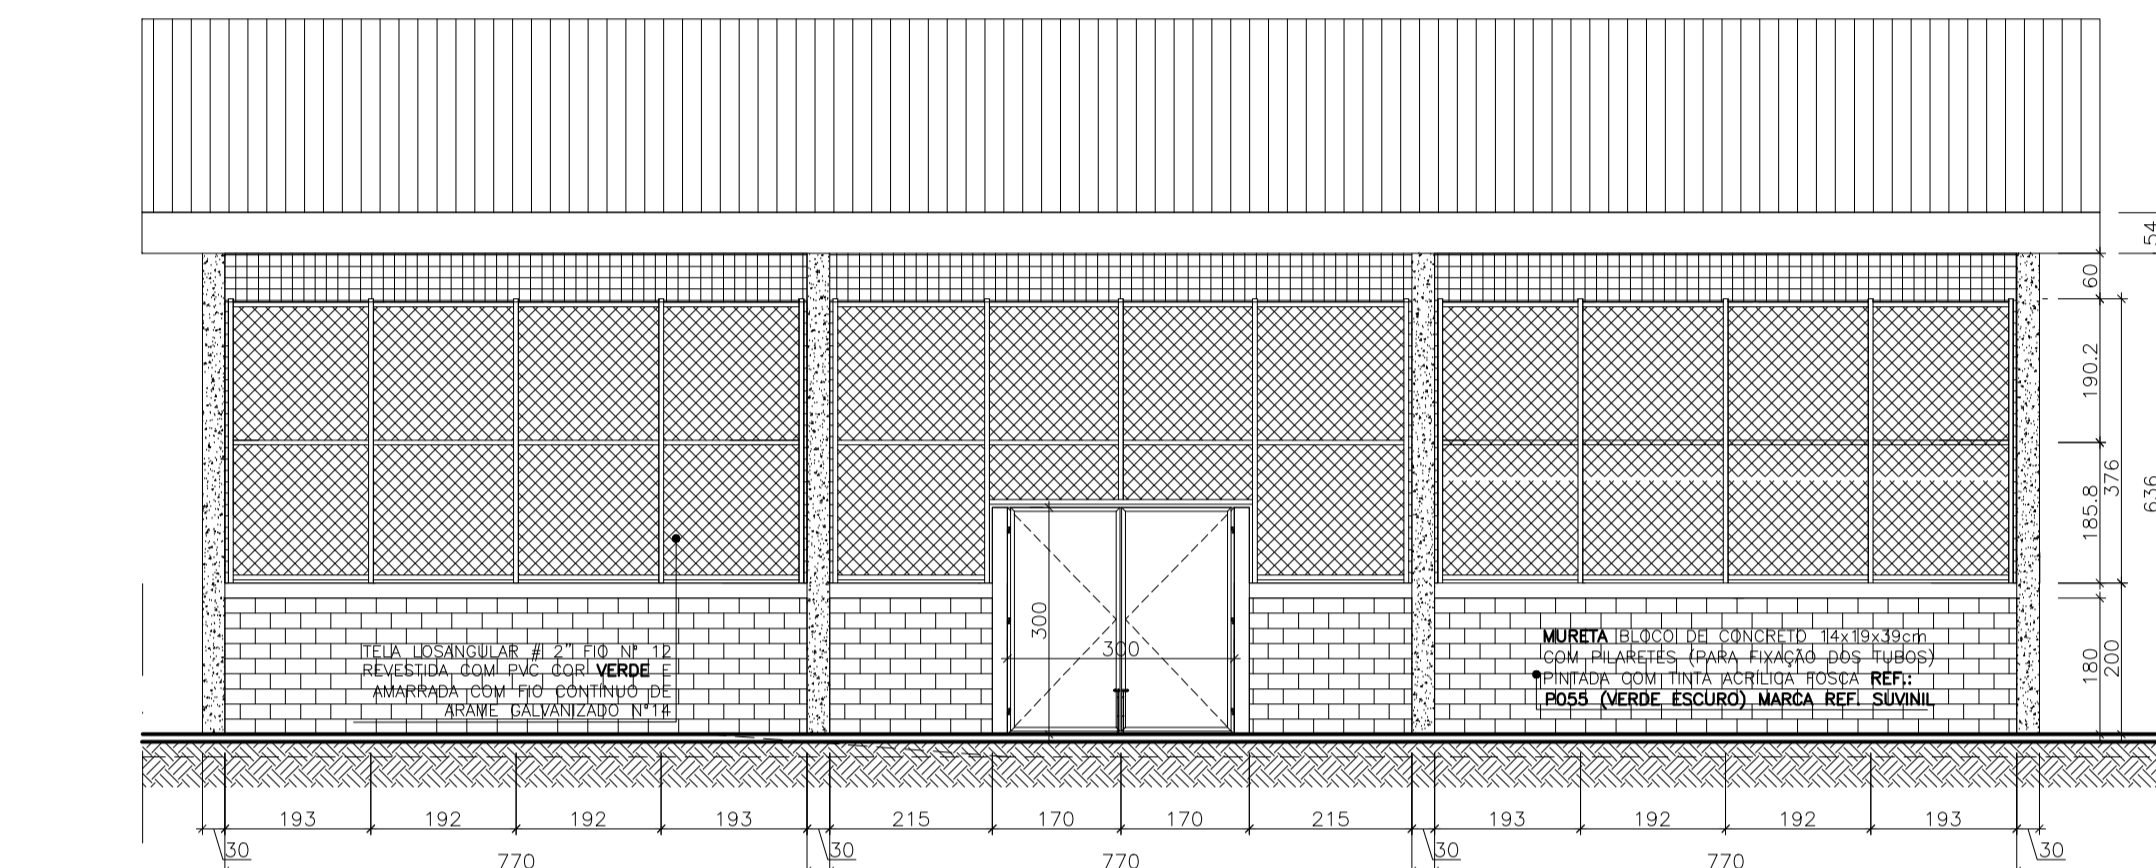 54
60
190.2
376
636
185.8
300
300
180
200
TELA LOSANGULAR # 2" FIO N° 12
REVESTIDA COM PVC COR VERDE E
AMARRADA COM FIO CONTÍNUO DE
ARAME GALVANIZADO N°14
MURETA BLOCO DE CONCRETO 14x19x39cm
COM PILARETES (PARA FIXAÇÃO DOS TUBOS)
PINTADA COM TINTA ACRÍLICA FOSCA REF.:
P055 (VERDE ESCURO) MARCA REF. SUVINIL
193 192 192 193 215 170 170 215 193 192 192 193
30 30 30 30
770 770 770